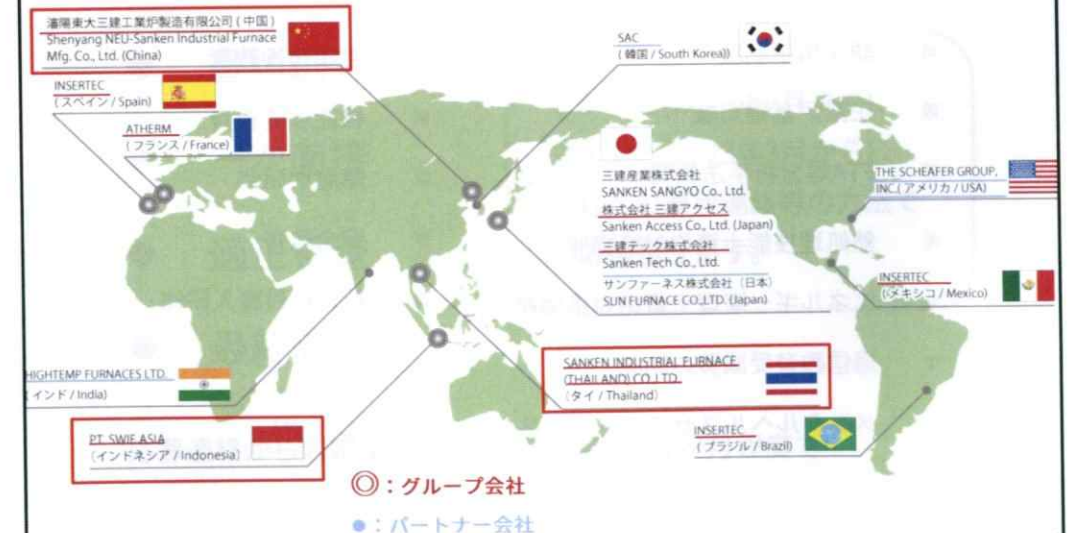 瀋陽東大三建工業炉製造有限公司 ( 中国 )
Shenyang NEU-Sanken Industrial Furnace
Mfg. Co., Ltd. (China)
INSERTEC
( スペイン / Spain)
ATHERM
( フランス / France)
SAC
( 韓国 / South Korea))
三建産業株式会社
SANKEN SANGYO Co., Ltd.
株式会社 三建アクセス
Sanken Access Co., Ltd. (Japan)
三建テック株式会社
Sanken Tech Co., Ltd.
サンファーネス株式会社（日本）
SUN FURNACE CO.,LTD. (Japan)
THE SCHEAFER GROUP,
INC.( アメリカ / USA)
INSERTEC
(メキシコ / Mexico)
HIGHTEMP FURNACES LTD.
( インド / India)
SANKEN INDUSTRIAL FURNACE
(THAILAND) CO.,LTD.
（タイ / Thailand）
PT. SWIF ASIA
（インドネシア / Indonesia）
INSERTEC
( ブラジル / Brazil)
◎：グループ会社
●：パートナー会社